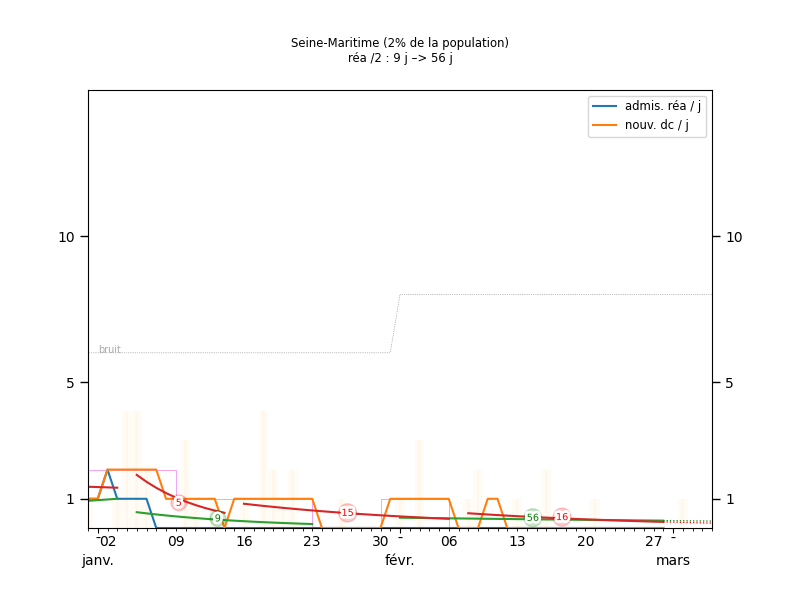 Seine-Maritime (2% de la population)
réa /2 : 9 j –> 56 j
admis. réa / j
nouv. dc / j
10 10
bruit
5 5
1 1
5 9 15 56 16
02 09 16 23 30 06 13 20 27
janv. févr. mars